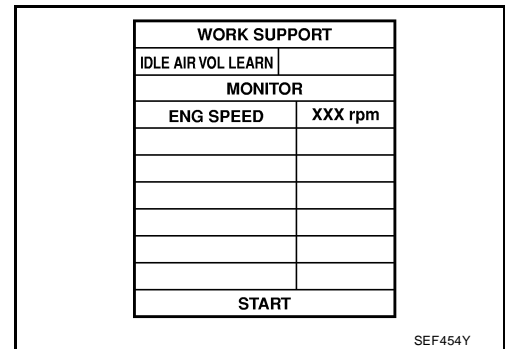 WORK SUPPORT
IDLE AIR VOL LEARN
MONITOR
ENG SPEED XXX rpm
START
SEF454Y